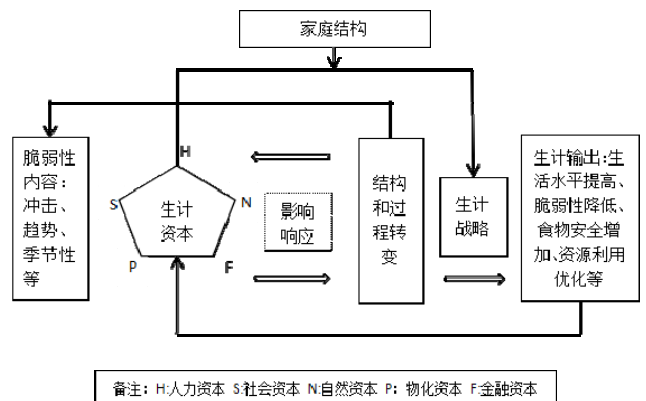 家庭结构
脆弱性
内容：
冲击、
趋势、
季节性
等
H
S
N
P
F
生计
资本
影响
响应
结构
和过
程转
变
生计
战略
生计输出:生
活水平提高、
脆弱性降低、
食物安全增
加、资源利用
优化等
备注：H:人力资本 S:社会资本 N:自然资本 P：物化资本 F:金融资本